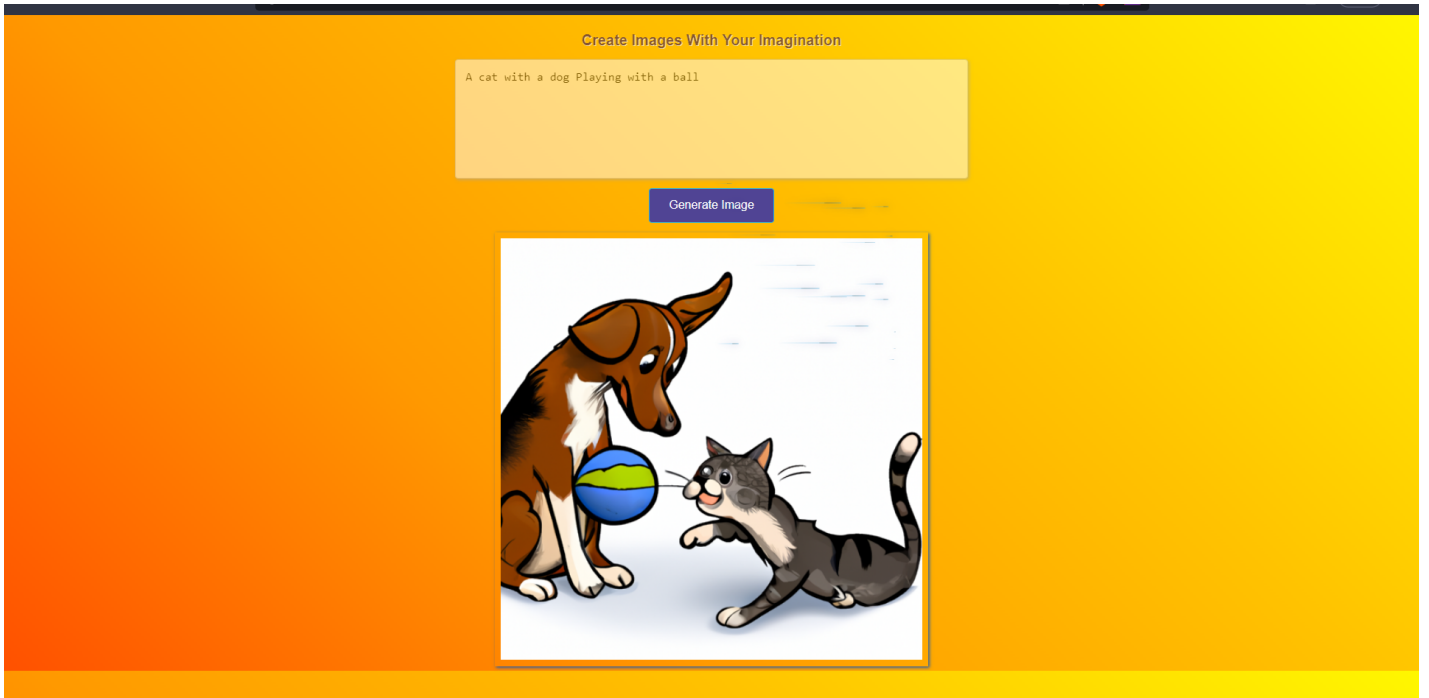 Create Images With Your Imagination
A cat with a dog Playing with a ball
Generate Image